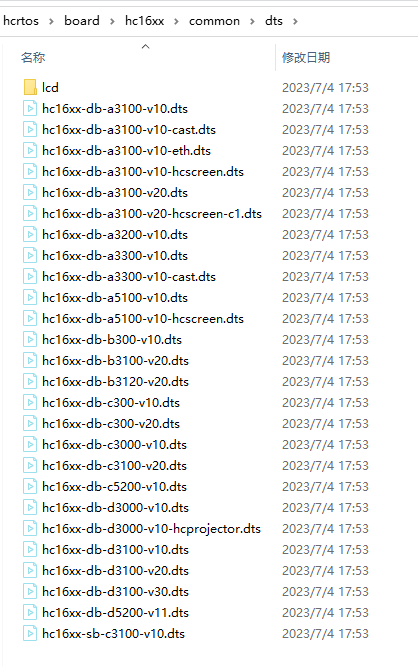 hcrtos > board > hc16xx > common > dts >
名称 修改日期
lcd 2023/7/4 17:53
hc16xx-db-a3100-v10.dts 2023/7/4 17:53
hc16xx-db-a3100-v10-cast.dts 2023/7/4 17:53
hc16xx-db-a3100-v10-eth.dts 2023/7/4 17:53
hc16xx-db-a3100-v10-hcscreen.dts 2023/7/4 17:53
hc16xx-db-a3100-v20.dts 2023/7/4 17:53
hc16xx-db-a3100-v20-hcscreen-c1.dts 2023/7/4 17:53
hc16xx-db-a3200-v10.dts 2023/7/4 17:53
hc16xx-db-a3300-v10.dts 2023/7/4 17:53
hc16xx-db-a3300-v10-cast.dts 2023/7/4 17:53
hc16xx-db-a5100-v10.dts 2023/7/4 17:53
hc16xx-db-a5100-v10-hcscreen.dts 2023/7/4 17:53
hc16xx-db-b300-v10.dts 2023/7/4 17:53
hc16xx-db-b3100-v20.dts 2023/7/4 17:53
hc16xx-db-b3120-v20.dts 2023/7/4 17:53
hc16xx-db-c300-v10.dts 2023/7/4 17:53
hc16xx-db-c300-v20.dts 2023/7/4 17:53
hc16xx-db-c3000-v10.dts 2023/7/4 17:53
hc16xx-db-c3100-v20.dts 2023/7/4 17:53
hc16xx-db-c5200-v10.dts 2023/7/4 17:53
hc16xx-db-d3000-v10.dts 2023/7/4 17:53
hc16xx-db-d3000-v10-hcprojector.dts 2023/7/4 17:53
hc16xx-db-d3100-v10.dts 2023/7/4 17:53
hc16xx-db-d3100-v20.dts 2023/7/4 17:53
hc16xx-db-d3100-v30.dts 2023/7/4 17:53
hc16xx-db-d5200-v11.dts 2023/7/4 17:53
hc16xx-sb-c3100-v10.dts 2023/7/4 17:53